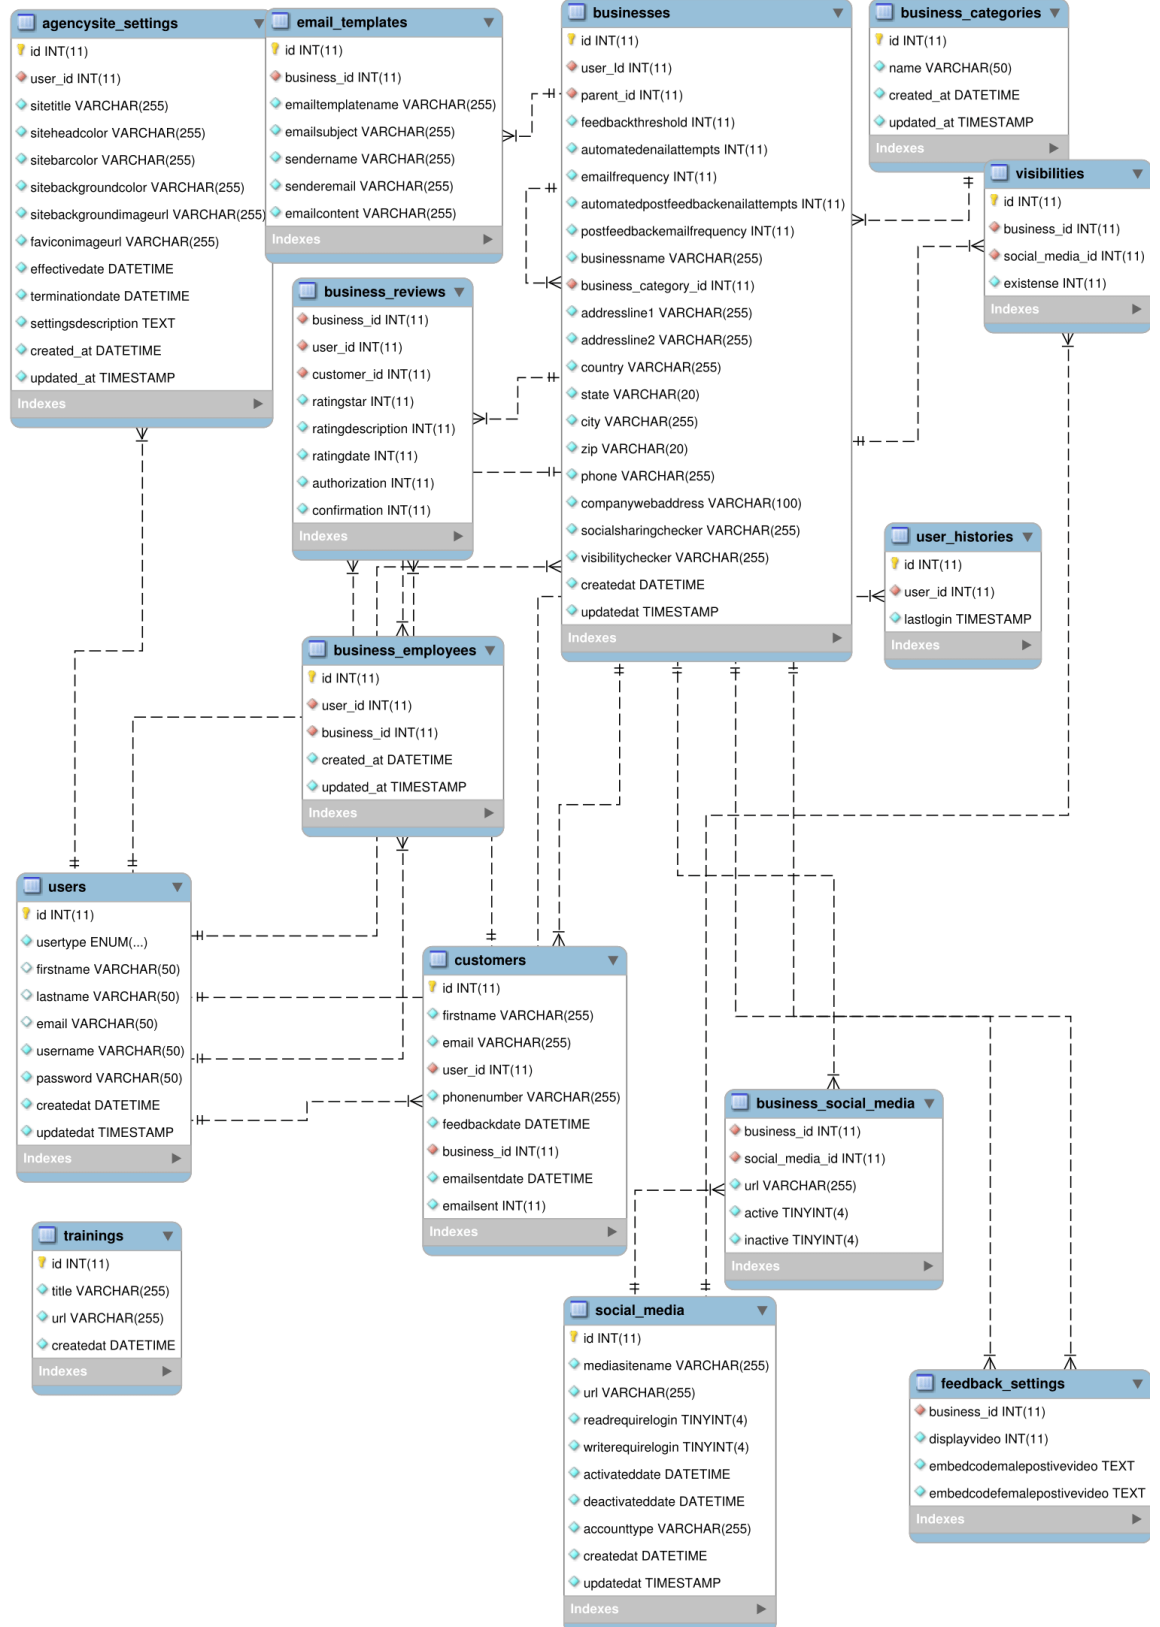 agencysite_settings
id INT(11)
user_id INT(11)
sitetitle VARCHAR(255)
siteheadcolor VARCHAR(255)
sitebarcolor VARCHAR(255)
sitebackgroundcolor VARCHAR(255)
sitebackgroundimageurl VARCHAR(255)
faviconimageurl VARCHAR(255)
effectivedate DATETIME
terminationdate DATETIME
settingsdescription TEXT
created_at DATETIME
updated_at TIMESTAMP
Indexes
email_templates
id INT(11)
business_id INT(11)
emailtemplatename VARCHAR(255)
emailsubject VARCHAR(255)
sendername VARCHAR(255)
senderemail VARCHAR(255)
emailcontent VARCHAR(255)
Indexes
businesses
id INT(11)
user_Id INT(11)
parent_id INT(11)
feedbackthreshold INT(11)
automatedenailattempts INT(11)
emailfrequency INT(11)
automatedpostfeedbackenailattempts INT(11)
postfeedbackemailfrequency INT(11)
businessname VARCHAR(255)
business_category_id INT(11)
addressline1 VARCHAR(255)
addressline2 VARCHAR(255)
country VARCHAR(255)
state VARCHAR(20)
city VARCHAR(255)
zip VARCHAR(20)
phone VARCHAR(255)
companywebaddress VARCHAR(100)
socialsharingchecker VARCHAR(255)
visibilitychecker VARCHAR(255)
createdat DATETIME
updatedat TIMESTAMP
Indexes
business_categories
id INT(11)
name VARCHAR(50)
created_at DATETIME
updated_at TIMESTAMP
Indexes
visibilities
id INT(11)
business_id INT(11)
social_media_id INT(11)
existense INT(11)
Indexes
business_reviews
business_id INT(11)
user_id INT(11)
customer_id INT(11)
ratingstar INT(11)
ratingdescription INT(11)
ratingdate INT(11)
authorization INT(11)
confirmation INT(11)
Indexes
user_histories
id INT(11)
user_id INT(11)
lastlogin TIMESTAMP
Indexes
business_employees
id INT(11)
user_id INT(11)
business_id INT(11)
created_at DATETIME
updated_at TIMESTAMP
Indexes
users
id INT(11)
usertype ENUM(...)
firstname VARCHAR(50)
lastname VARCHAR(50)
email VARCHAR(50)
username VARCHAR(50)
password VARCHAR(50)
createdat DATETIME
updatedat TIMESTAMP
Indexes
customers
id INT(11)
firstname VARCHAR(255)
email VARCHAR(255)
user_id INT(11)
phonenumber VARCHAR(255)
feedbackdate DATETIME
business_id INT(11)
emailsentdate DATETIME
emailsent INT(11)
Indexes
business_social_media
business_id INT(11)
social_media_id INT(11)
url VARCHAR(255)
active TINYINT(4)
inactive TINYINT(4)
Indexes
trainings
id INT(11)
title VARCHAR(255)
url VARCHAR(255)
createdat DATETIME
Indexes
social_media
id INT(11)
mediasitename VARCHAR(255)
url VARCHAR(255)
readrequirelogin TINYINT(4)
writerequirelogin TINYINT(4)
activateddate DATETIME
deactivateddate DATETIME
accounttype VARCHAR(255)
createdat DATETIME
updatedat TIMESTAMP
Indexes
feedback_settings
business_id INT(11)
displayvideo INT(11)
embedcodemalepostivevideo TEXT
embedcodefemalepostivevideo TEXT
Indexes